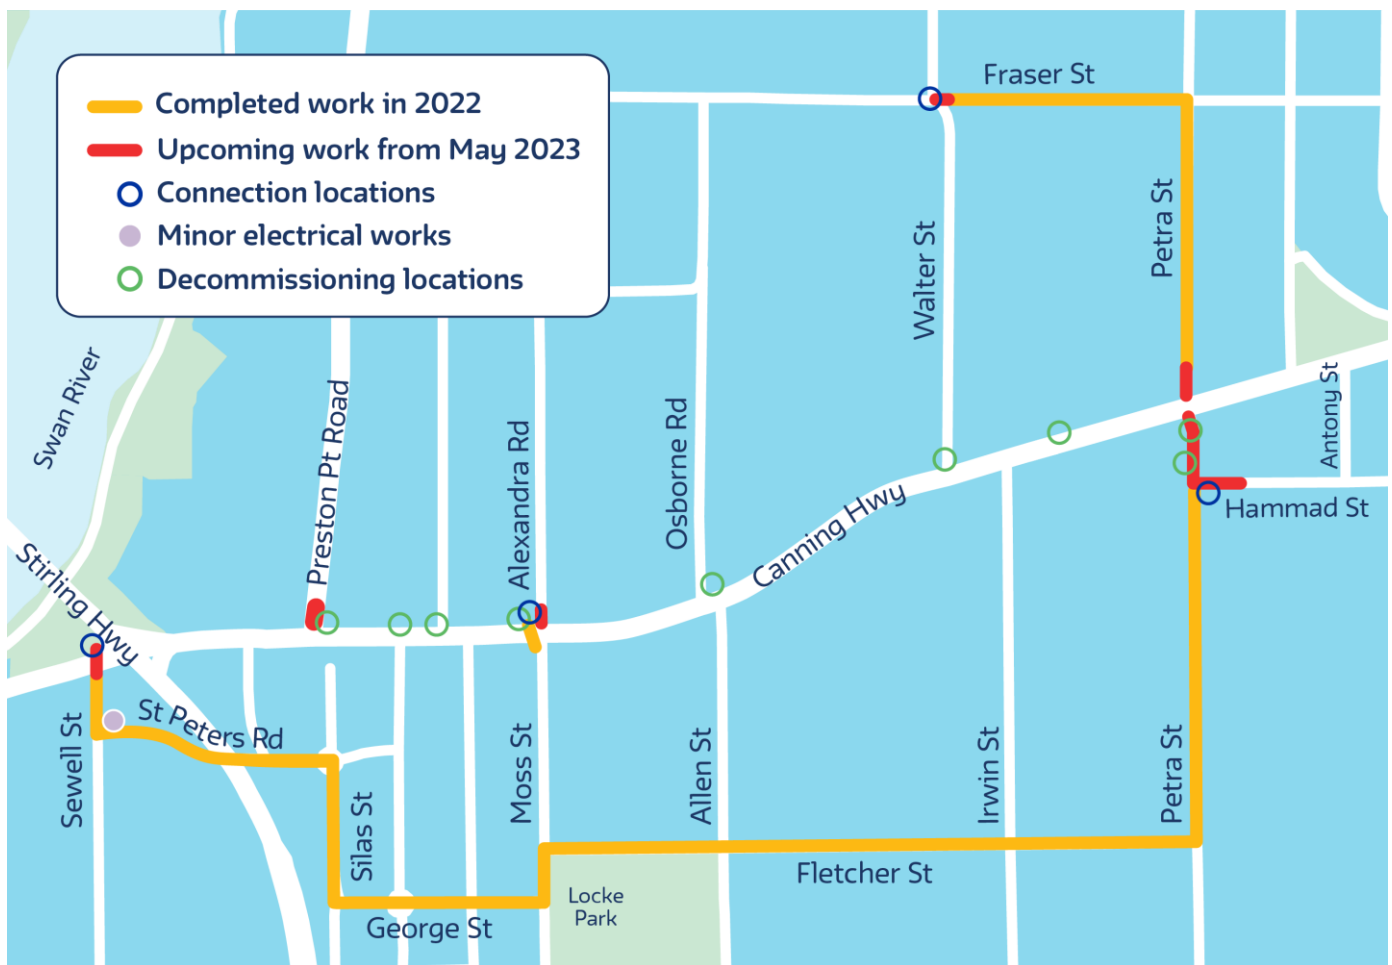 Completed work in 2022
Upcoming work from May 2023
Connection locations
Minor electrical works
Decommissioning locations
Fraser St
Petra St
Walter St
Swan River
Preston Pt Road
Alexandra Rd
Osborne Rd
Canning Hwy
Antony St
Hammad St
Stirling Hwy
St Peters Rd
Sewell St
Silas St
Moss St
Allen St
Irwin St
Petra St
Fletcher St
Locke
Park
George St